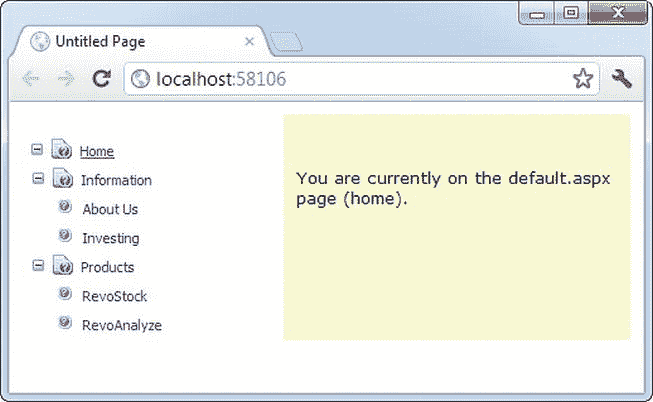 Untitled Page
localhost:58106
Home
Information
About Us
Investing
Products
RevoStock
RevoAnalyze
You are currently on the default.aspx
page (home).